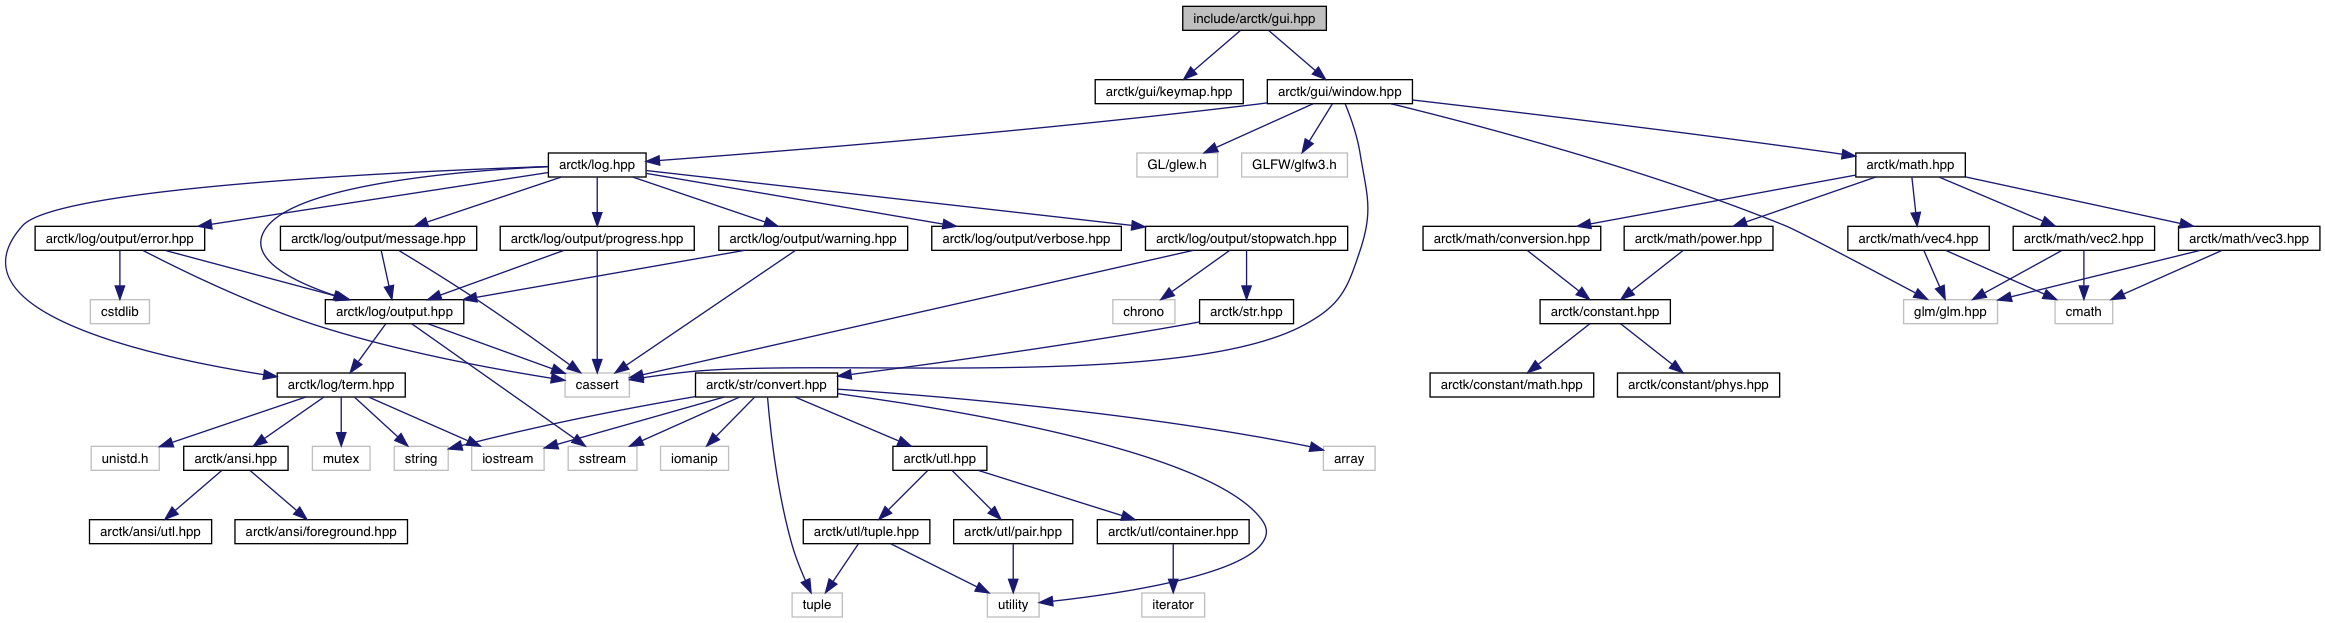 include/arctk/gui.hpp
arctk/gui/keymap.hpp
arctk/gui/window.hpp
arctk/log.hpp
GL/glew.h
GLFW/glfw3.h
arctk/math.hpp
arctk/log/output/error.hpp
arctk/log/output/message.hpp
arctk/log/output/progress.hpp
arctk/log/output/warning.hpp
arctk/log/output/verbose.hpp
arctk/log/output/stopwatch.hpp
arctk/math/conversion.hpp
arctk/math/power.hpp
arctk/math/vec4.hpp
arctk/math/vec2.hpp
arctk/math/vec3.hpp
cstdlib
arctk/log/output.hpp
chrono
arctk/str.hpp
arctk/constant.hpp
glm/glm.hpp
cmath
arctk/log/term.hpp
cassert
arctk/str/convert.hpp
arctk/constant/math.hpp
arctk/constant/phys.hpp
unistd.h
arctk/ansi.hpp
mutex
string
iostream
sstream
iomanip
arctk/utl.hpp
array
arctk/ansi/utl.hpp
arctk/ansi/foreground.hpp
arctk/utl/tuple.hpp
arctk/utl/pair.hpp
arctk/utl/container.hpp
tuple
utility
iterator